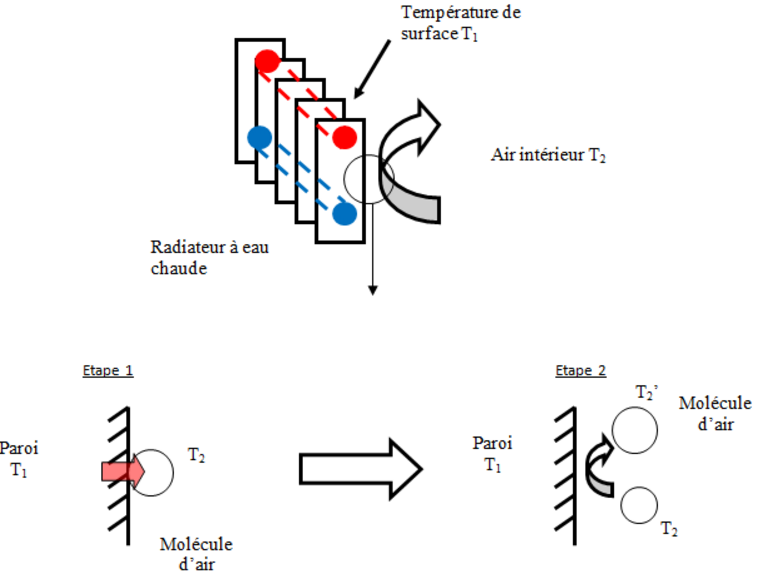 Température de
surface T₁
Air intérieur T₂
Radiateur à eau
chaude
Etape 1
Etape 2
Paroi
T₁
T₂
Molécule
d’air
Paroi
T₁
T₂’
Molécule
d’air
T₂